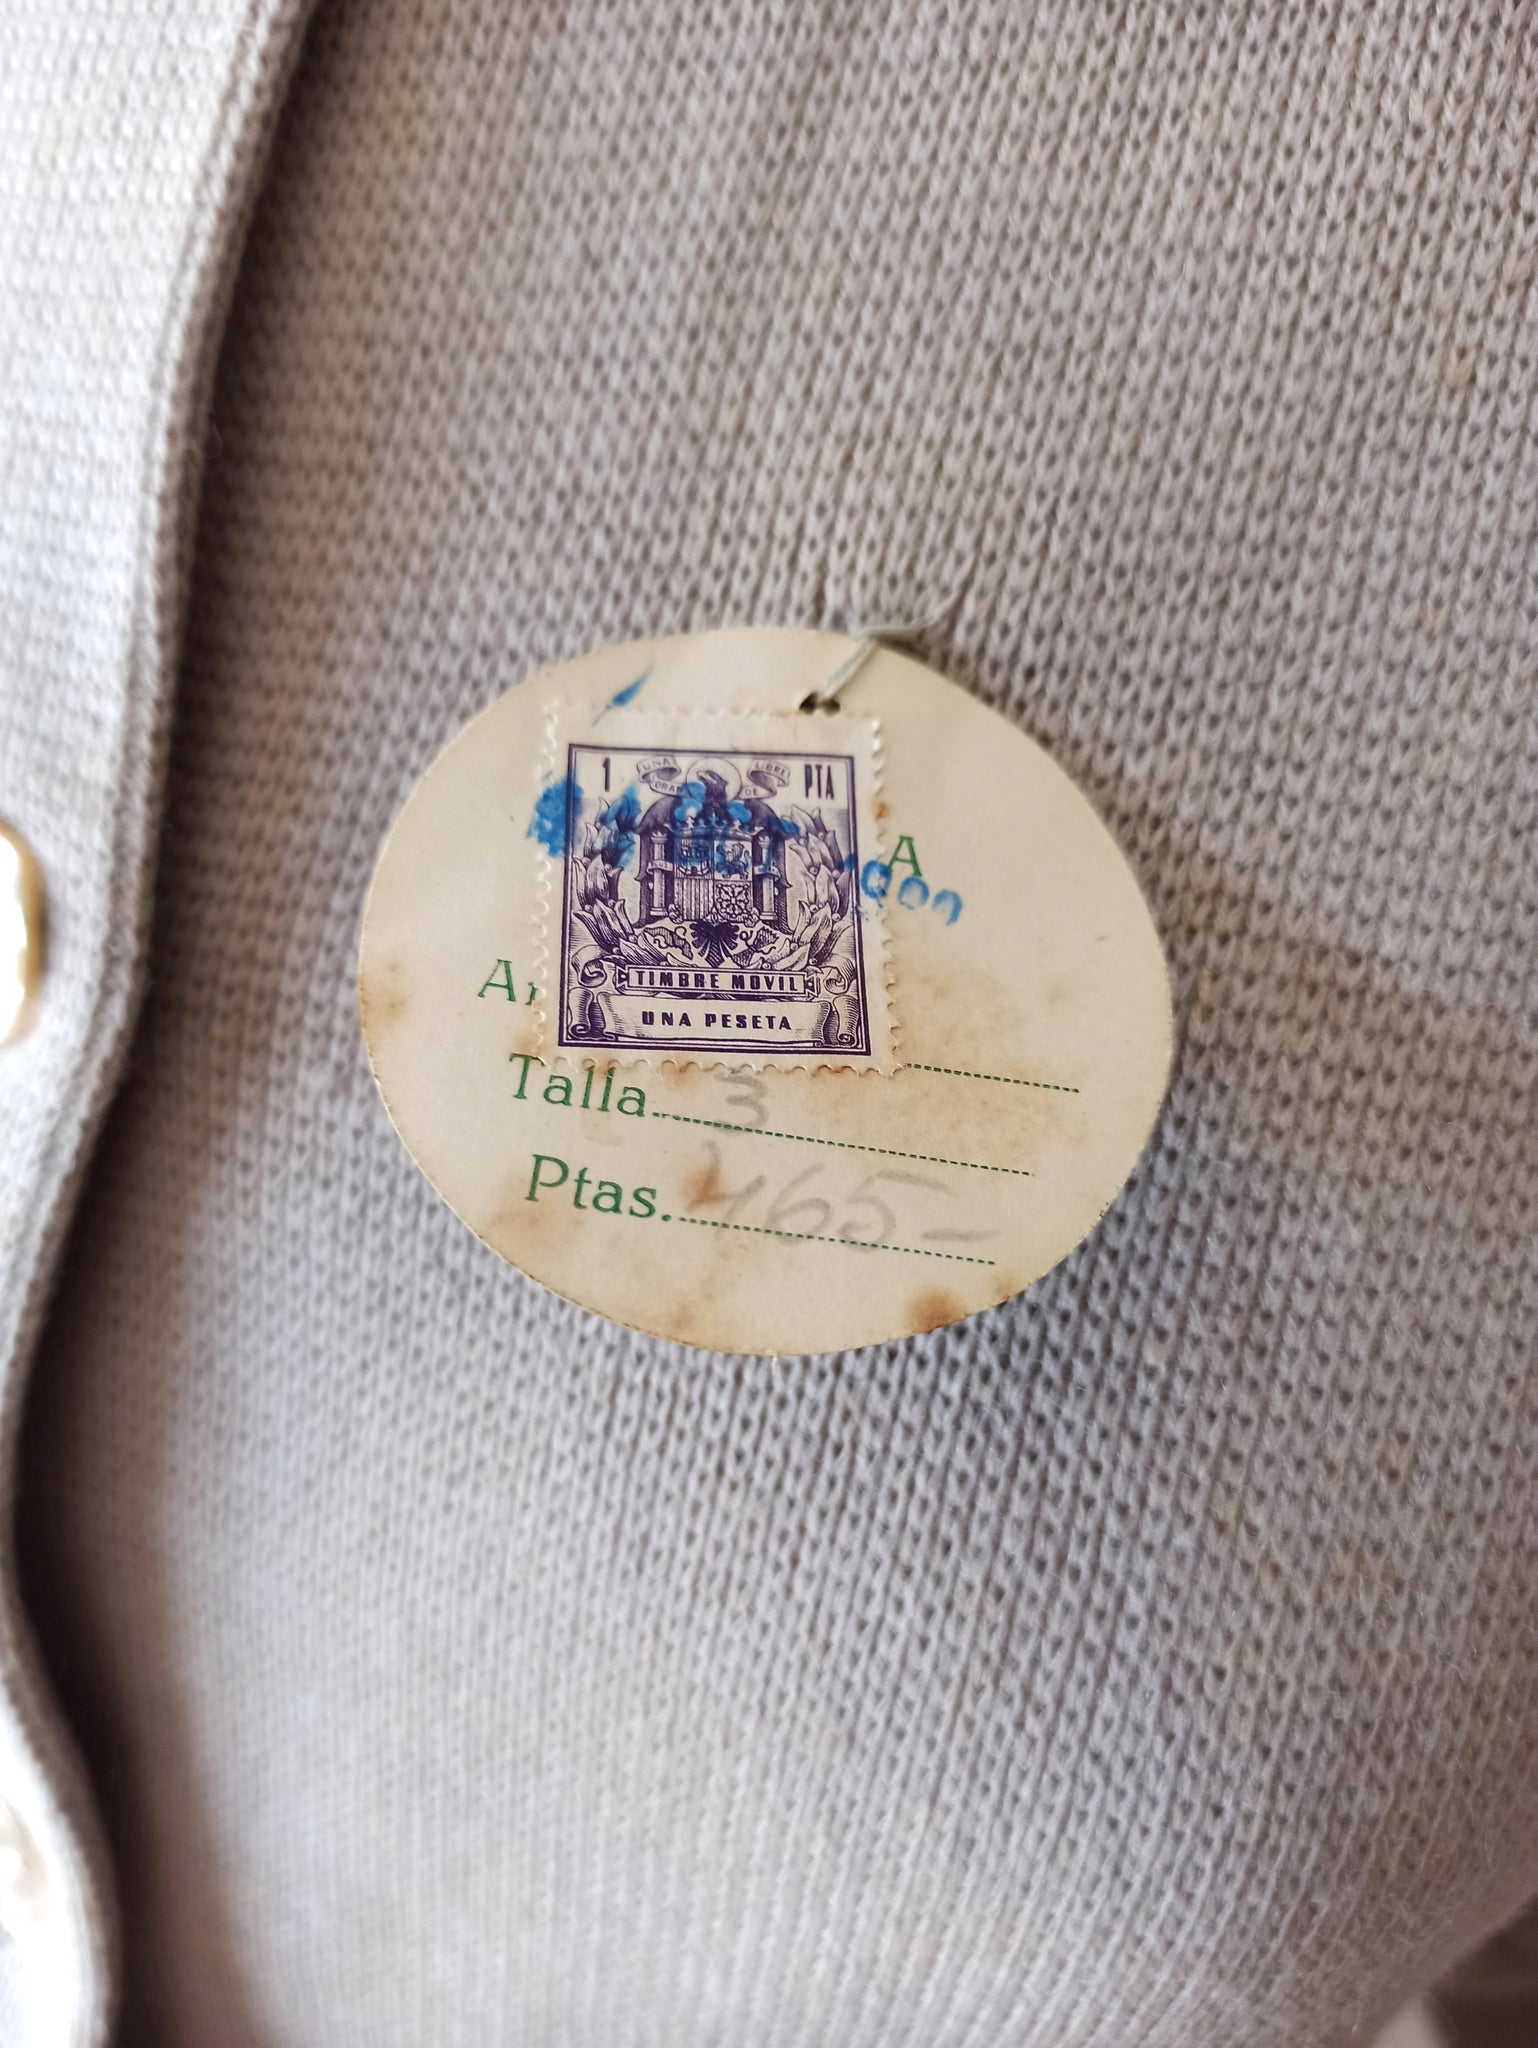 1 PTA
UNA
GRANDE
LIBRE
A
TIMBRE MOVIL
UNA PESETA
Talla 3
Ptas. 465-